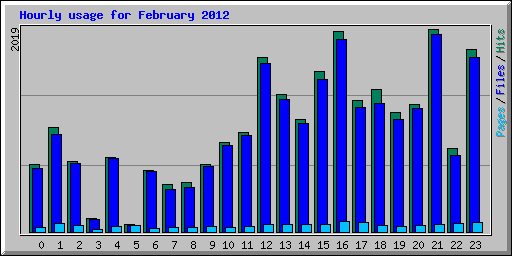 Hourly usage for February 2012
2019
Pages/Files/Hits
0 1 2 3 4 5 6 7 8 9 10 11 12 13 14 15 16 17 18 19 20 21 22 23